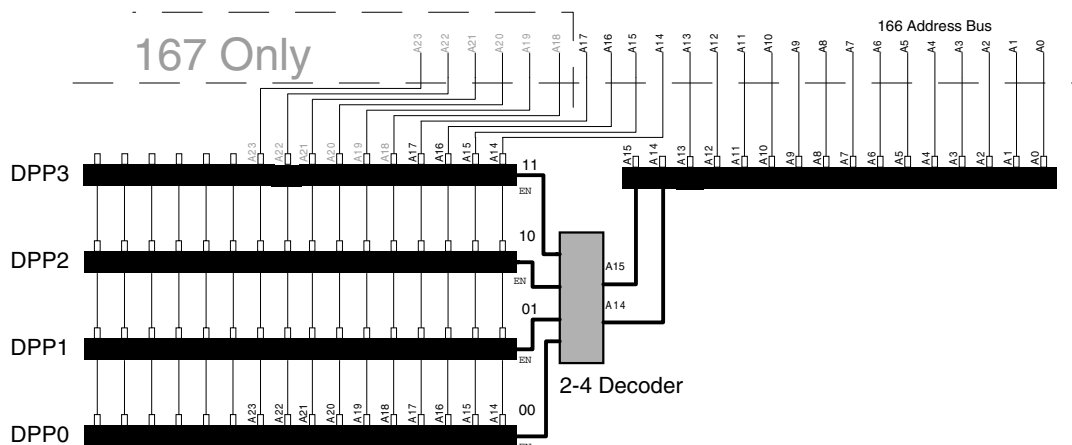 167 Only
166 Address Bus
A23 A22 A21 A20 A19 A18 A17 A16 A15 A14 A13 A12 A11 A10 A9 A8 A7 A6 A5 A4 A3 A2 A1 A0
A23 A22 A21 A20 A19 A18 A17 A16 A15 A14
A15 A14 A13 A12 A11 A10 A9 A8 A7 A6 A5 A4 A3 A2 A1 A0
DPP3
11
EN
10
DPP2
A15
EN
A14
01
DPP1
EN
2-4 Decoder
A23 A22 A21 A20 A19 A18 A17 A16 A15 A14
00
DPP0
EN